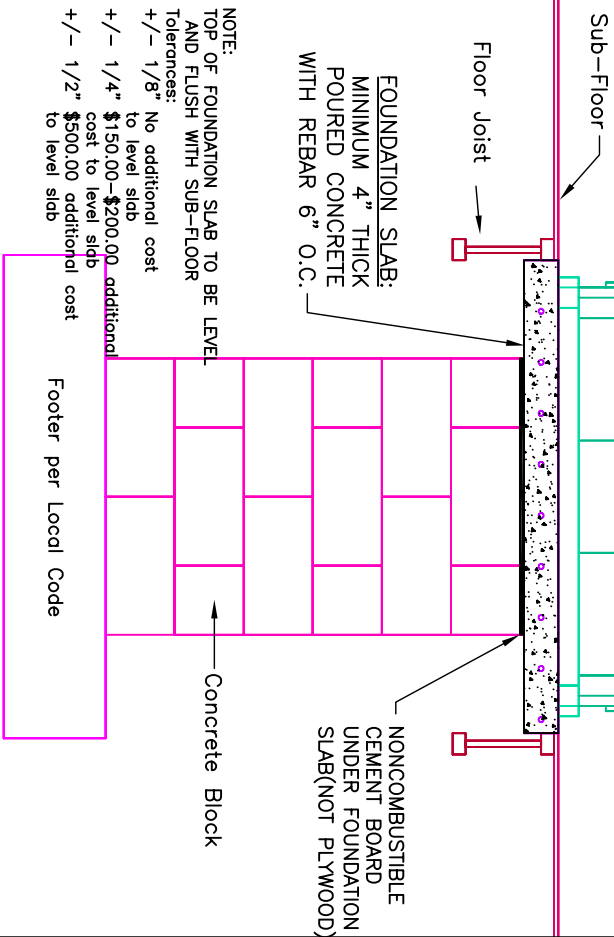 Sub-Floor
Floor Joist
FOUNDATION SLAB:
MINIMUM 4" THICK
POURED CONCRETE
WITH REBAR 6" O.C.
NOTE:
TOP OF FOUNDATION SLAB TO BE LEVEL
AND FLUSH WITH SUB-FLOOR
Tolerances:
+/- 1/8" No additional cost
to level slab
+/- 1/4" $150.00-$200.00 additional
cost to level slab
+/- 1/2" $500.00 additional cost
to level slab
NONCOMBUSTIBLE
CEMENT BOARD
UNDER FOUNDATION
SLAB(NOT PLYWOOD)
Concrete Block
Footer per Local Code